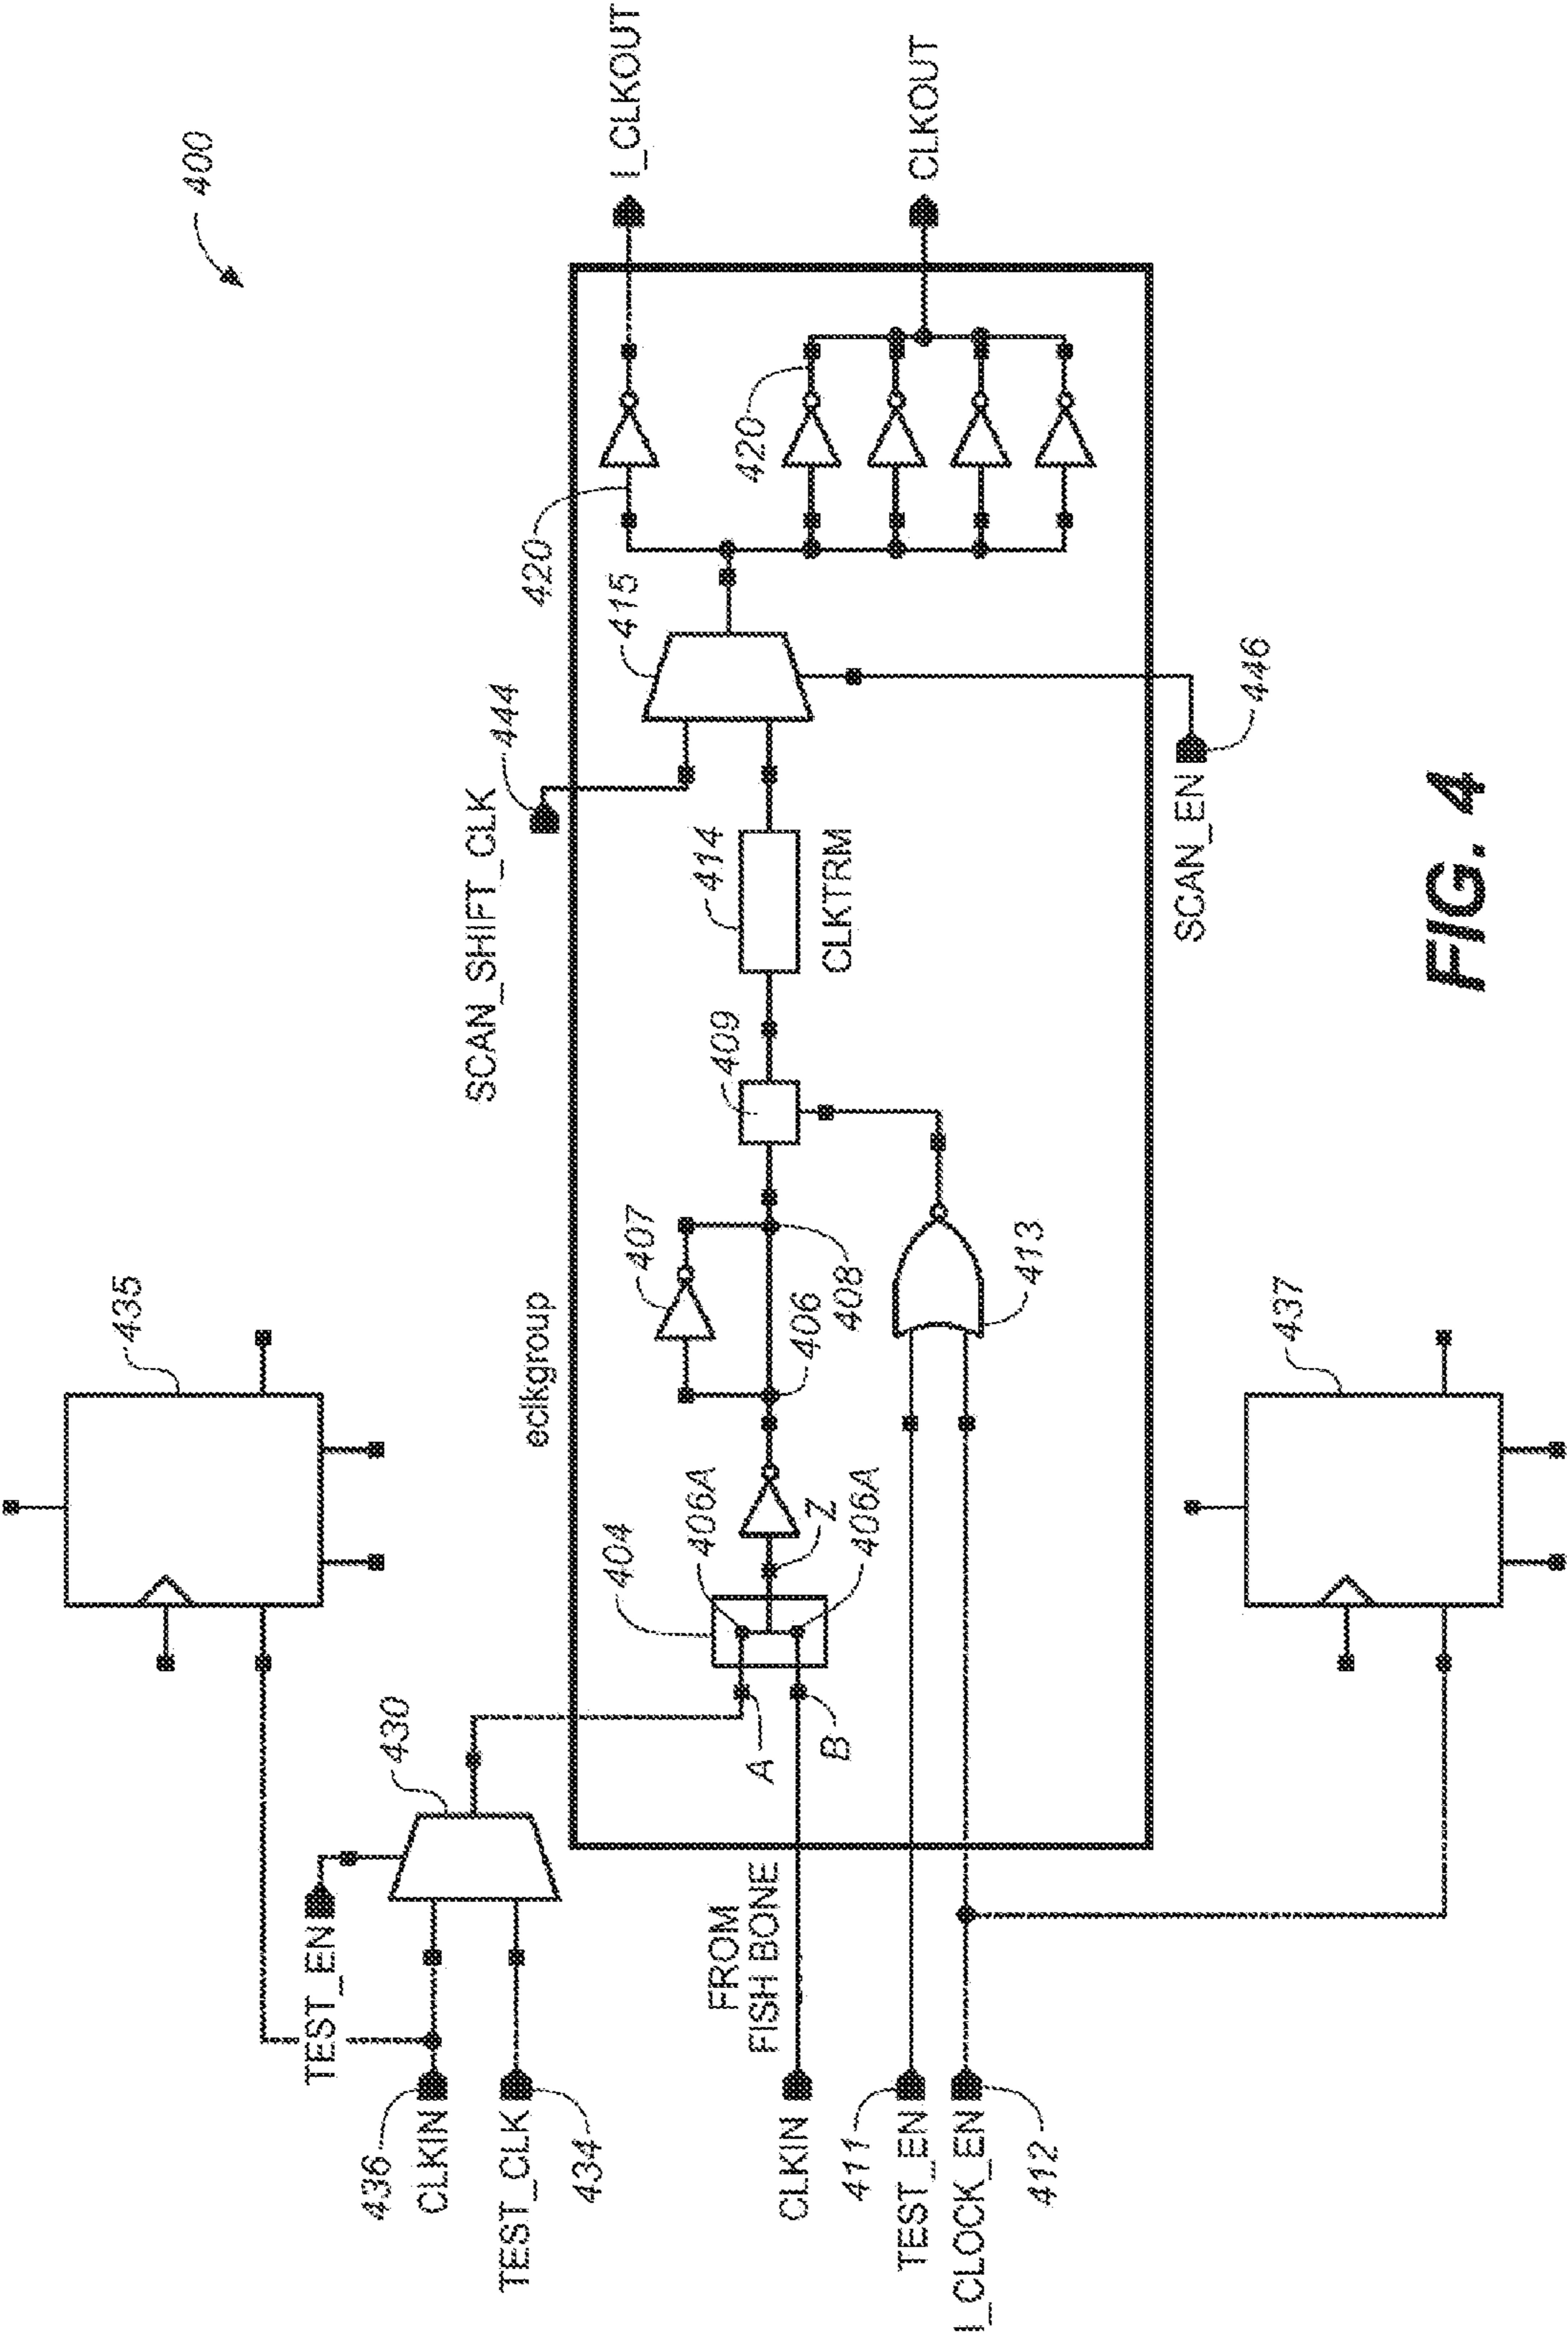 400
435
TEST_EN
430
436
CLKIN
TEST_CLK
434
SCAN_SHIFT_CLK
444
eclkgroup
420
I_CLKOUT
404
406A
407
409
414
415
A
B
Z
406A
406
408
CLKTRM
420
CLKOUT
FROM
FISH BONE
CLKIN
411
TEST_EN
I_CLOCK_EN
412
413
SCAN_EN
446
437
FIG. 4